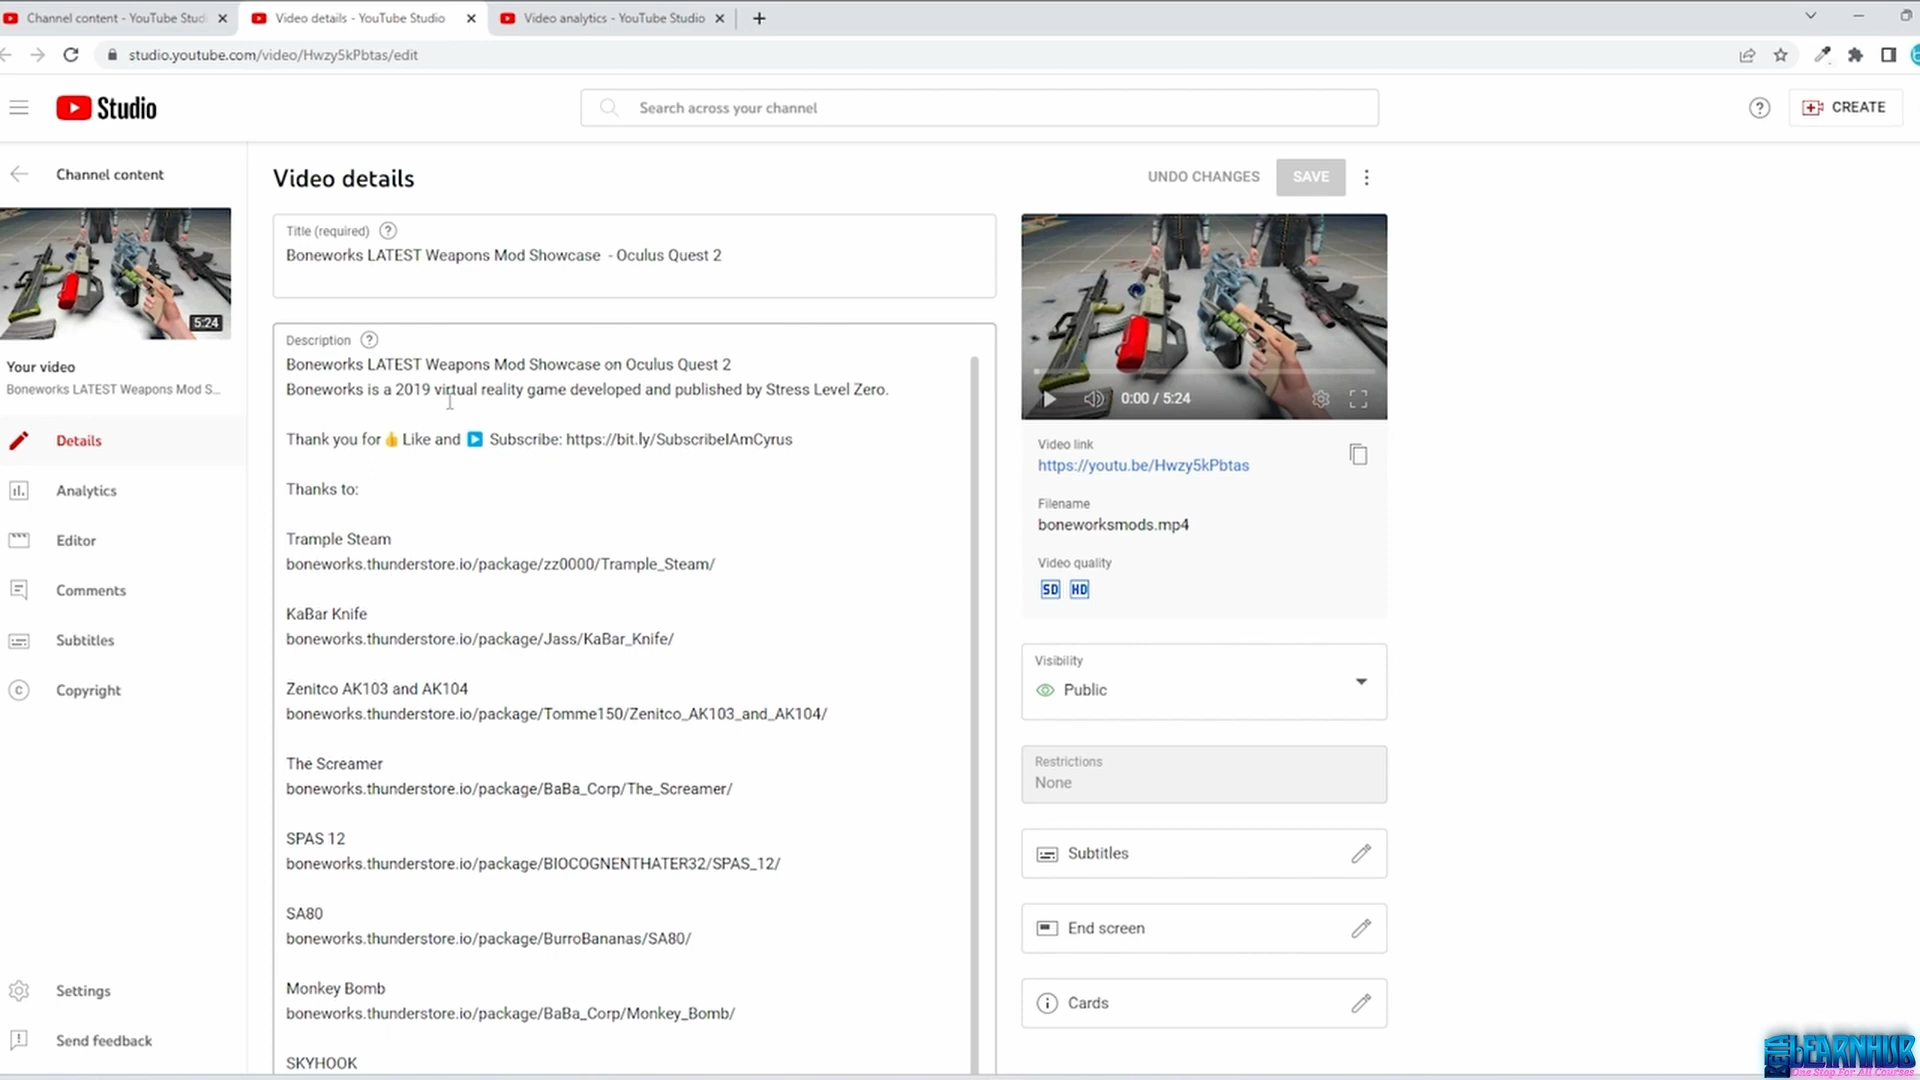 Channel content - YouTube Stud
Video details - YouTube Studio
Video analytics - YouTube Studio
studio.youtube.com/video/Hwzy5kPbtas/edit
Studio
Search across your channel
CREATE
Channel content
5:24
Your video
Boneworks LATEST Weapons Mod S...
Details
Analytics
Editor
Comments
Subtitles
Copyright
Settings
Send feedback
Video details
UNDO CHANGES
SAVE
Title (required)
Boneworks LATEST Weapons Mod Showcase - Oculus Quest 2
Description
Boneworks LATEST Weapons Mod Showcase on Oculus Quest 2
Boneworks is a 2019 virtual reality game developed and published by Stress Level Zero.
Thank you for 👍 Like and ▶️ Subscribe: https://bit.ly/SubscribeIAmCyrus
Thanks to:
Trample Steam
boneworks.thunderstore.io/package/zz0000/Trample_Steam/
KaBar Knife
boneworks.thunderstore.io/package/Jass/KaBar_Knife/
Zenitco AK103 and AK104
boneworks.thunderstore.io/package/Tomme150/Zenitco_AK103_and_AK104/
The Screamer
boneworks.thunderstore.io/package/BaBa_Corp/The_Screamer/
SPAS 12
boneworks.thunderstore.io/package/BIOCOGNENTHATER32/SPAS_12/
SA80
boneworks.thunderstore.io/package/BurroBananas/SA80/
Monkey Bomb
boneworks.thunderstore.io/package/BaBa_Corp/Monkey_Bomb/
SKYHOOK
0:00 / 5:24
Video link
https://youtu.be/Hwzy5kPbtas
Filename
boneworksmods.mp4
Video quality
SD HD
Visibility
Public
Restrictions
None
Subtitles
End screen
Cards
BETA LEARNHUB
One Stop For All Courses